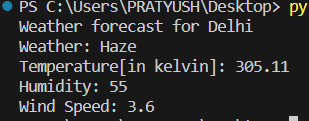 PS C:\Users\PRATYUSH\Desktop> py
Weather forecast for Delhi
Weather: Haze
Temperature[in kelvin]: 305.11
Humidity: 55
Wind Speed: 3.6